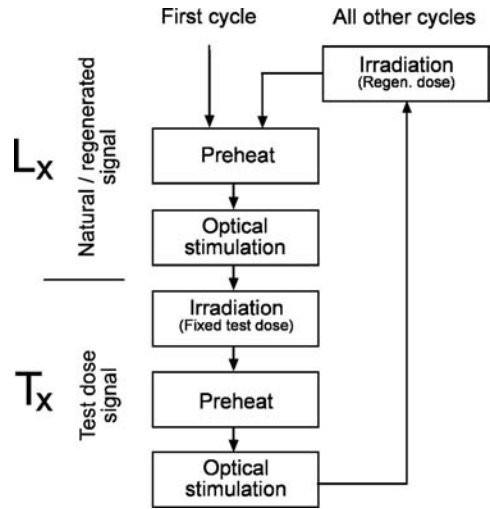 First cycle
All other cycles
Irradiation
(Regen. dose)
Lx
Natural / regenerated
signal
Preheat
Optical
stimulation
Irradiation
(Fixed test dose)
Tx
Test dose
signal
Preheat
Optical
stimulation